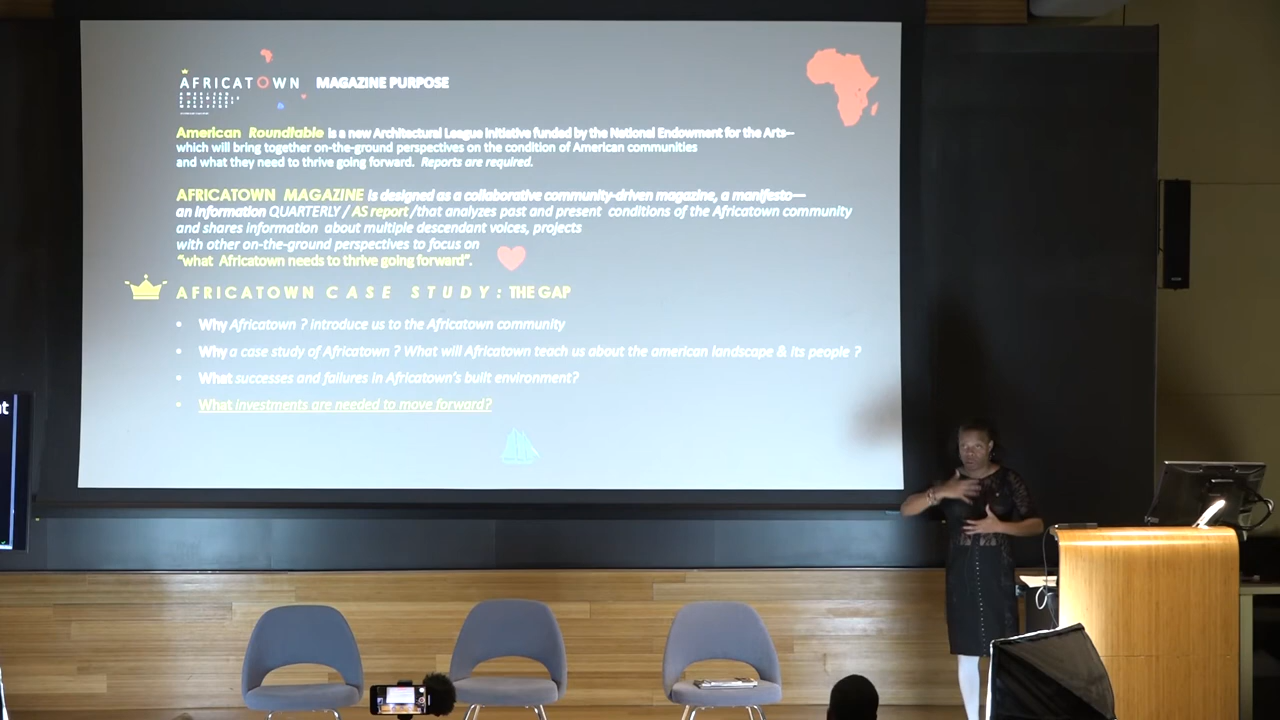 AFRICATOWN MAGAZINE PURPOSE
American Roundtable is a new Architectural League initiative funded by the National Endowment for the Arts—
which will bring together on-the-ground perspectives on the condition of American communities
and what they need to thrive going forward. Reports are required.
AFRICATOWN MAGAZINE is designed as a collaborative community-driven magazine, a manifesto—
an information QUARTERLY / AS report /that analyzes past and present conditions of the Africatown community
and shares information about multiple descendant voices, projects
with other on-the-ground perspectives to focus on
"what Africatown needs to thrive going forward".
AFRICATOWN CASE STUDY: THE GAP
• Why Africatown ? introduce us to the Africatown community
• Why a case study of Africatown ? What will Africatown teach us about the american landscape & its people ?
• What successes and failures in Africatown's built environment?
• What investments are needed to move forward?